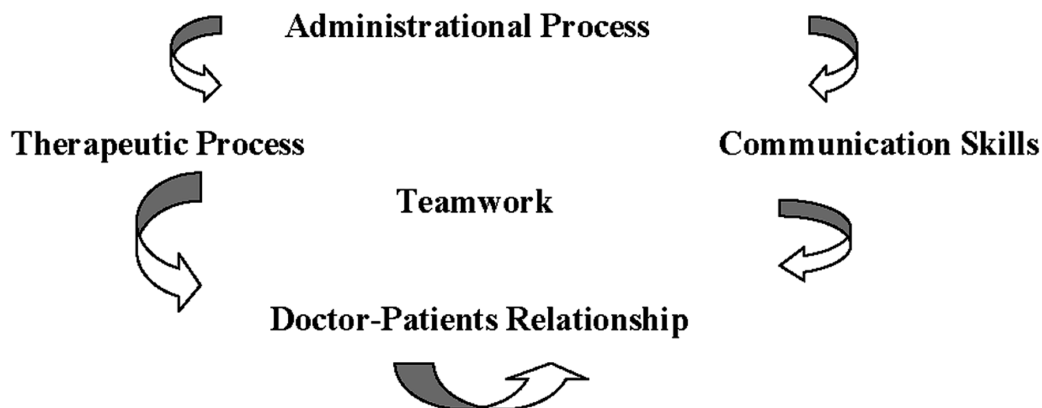 Administrational Process
Therapeutic Process
Communication Skills
Teamwork
Doctor-Patients Relationship